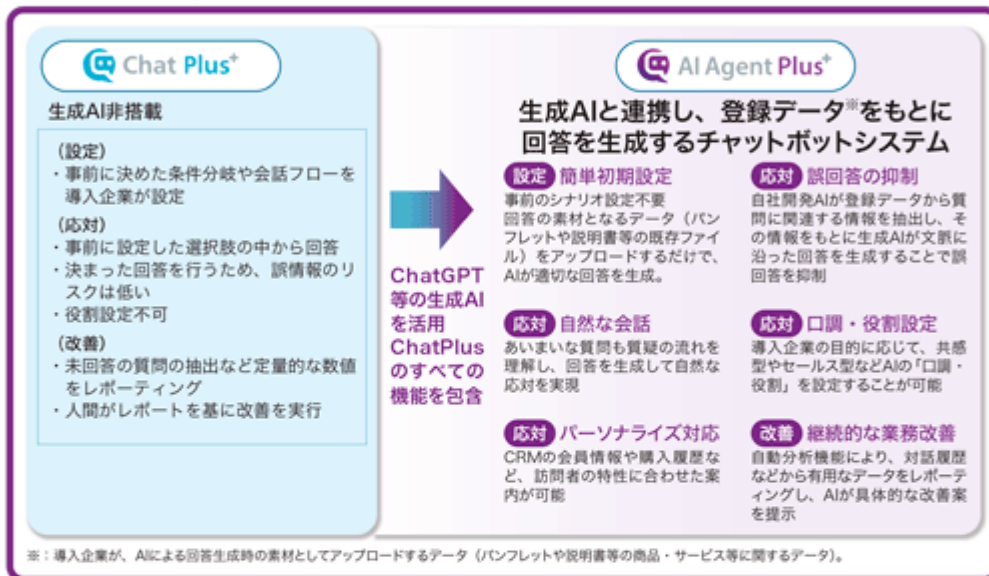 Chat Plus+
生成AI非搭載
(設定)
・事前に決めた条件分岐や会話フローを
導入企業が設定
(応対)
・事前に設定した選択肢の中から回答
・決まった回答を行うため、誤情報のリ
スクは低い
・役割設定不可
(改善)
・未回答の質問の抽出など定量的な数値
をレポーティング
・人間がレポートを基に改善を実行
ChatGPT
等の生成AI
を活用
ChatPlus
のすべての
機能を包含
AI Agent Plus+
生成AIと連携し、登録データ※をもとに
回答を生成するチャットボットシステム
設定 簡単初期設定
事前のシナリオ設定不要
回答の素材となるデータ（パン
フレットや説明書等の既存ファイ
ル）をアップロードするだけで、
AIが適切な回答を生成。
応対 誤回答の抑制
自社開発AIが登録データから質
問に関連する情報を抽出し、そ
の情報をもとに生成AIが文脈に
沿った回答を生成することで誤
回答を抑制
応対 自然な会話
あいまいな質問も質疑の流れを
理解し、回答を生成して自然な
応対を実現
応対 口調・役割設定
導入企業の目的に応じて、共感
型やセールス型などAIの「口調・
役割」を設定することが可能
応対 パーソナライズ対応
CRMの会員情報や購入履歴な
ど、訪問者の特性に合わせた案
内が可能
改善 継続的な業務改善
自動分析機能により、対話履歴
などから有用なデータをレポーテ
ィングし、AIが具体的な改善案
を提示
※：導入企業が、AIによる回答生成時の素材としてアップロードするデータ（パンフレットや説明書等の商品・サービス等に関するデータ）。